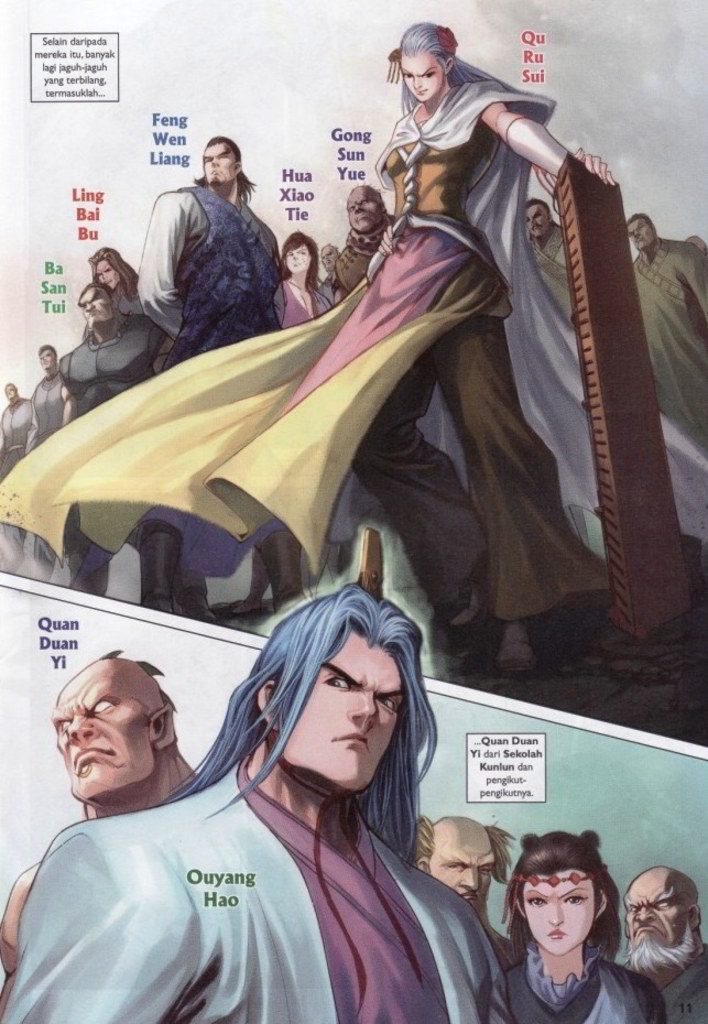 Selain daripada
mereka itu, banyak
lagi jaguh-jaguh
yang terbilang,
termasuklah...
Qu
Ru
Sui
Feng
Wen
Liang
Gong
Sun
Yue
Hua
Xiao
Tie
Ling
Bai
Bu
Ba
San
Tui
Quan
Duan
Yi
...Quan Duan
Yi dari Sekolah
Kunlun dan
pengikut-
pengikutnya.
Ouyang
Hao
11